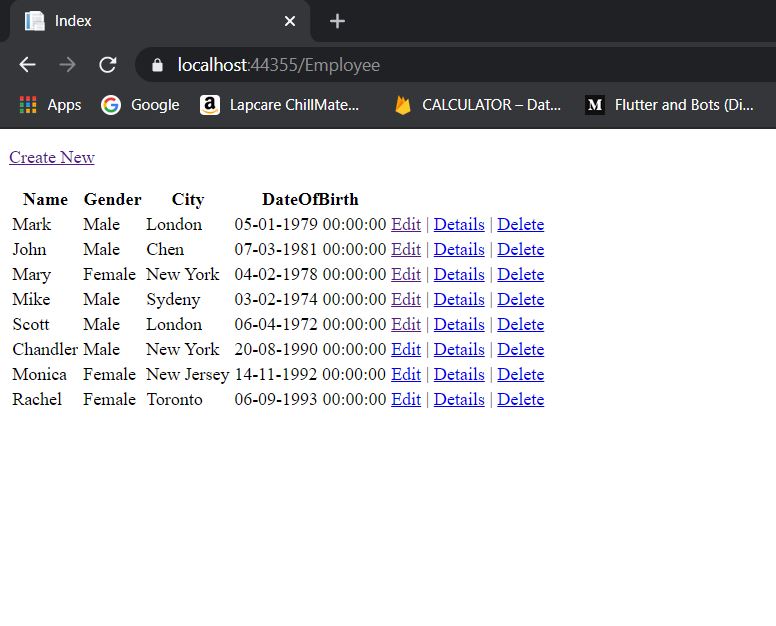 Index
localhost:44355/Employee
Apps Google Lapcare ChillMate... CALCULATOR – Dat... M Flutter and Bots (Di...
Create New
Name Gender City DateOfBirth
Mark Male London 05-01-1979 00:00:00 Edit | Details | Delete
John Male Chen 07-03-1981 00:00:00 Edit | Details | Delete
Mary Female New York 04-02-1978 00:00:00 Edit | Details | Delete
Mike Male Sydeny 03-02-1974 00:00:00 Edit | Details | Delete
Scott Male London 06-04-1972 00:00:00 Edit | Details | Delete
Chandler Male New York 20-08-1990 00:00:00 Edit | Details | Delete
Monica Female New Jersey 14-11-1992 00:00:00 Edit | Details | Delete
Rachel Female Toronto 06-09-1993 00:00:00 Edit | Details | Delete